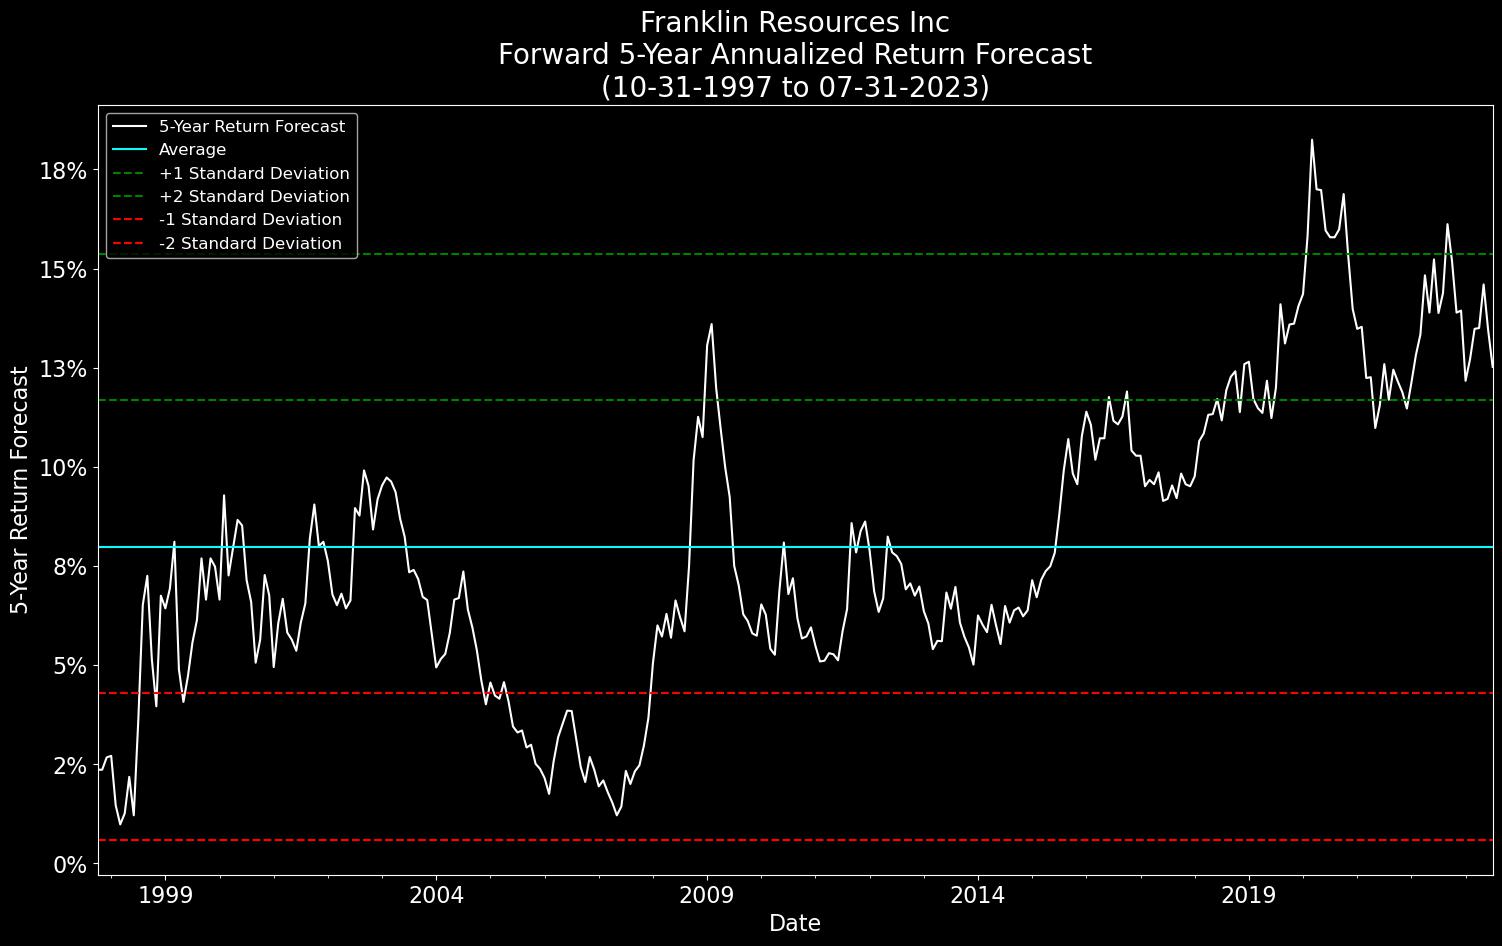 Franklin Resources Inc
Forward 5-Year Annualized Return Forecast
(10-31-1997 to 07-31-2023)
5-Year Return Forecast
Average
+1 Standard Deviation
+2 Standard Deviation
-1 Standard Deviation
-2 Standard Deviation
18%
15%
13%
10%
8%
5%
2%
0%
5-Year Return Forecast
1999
2004
2009
2014
2019
Date